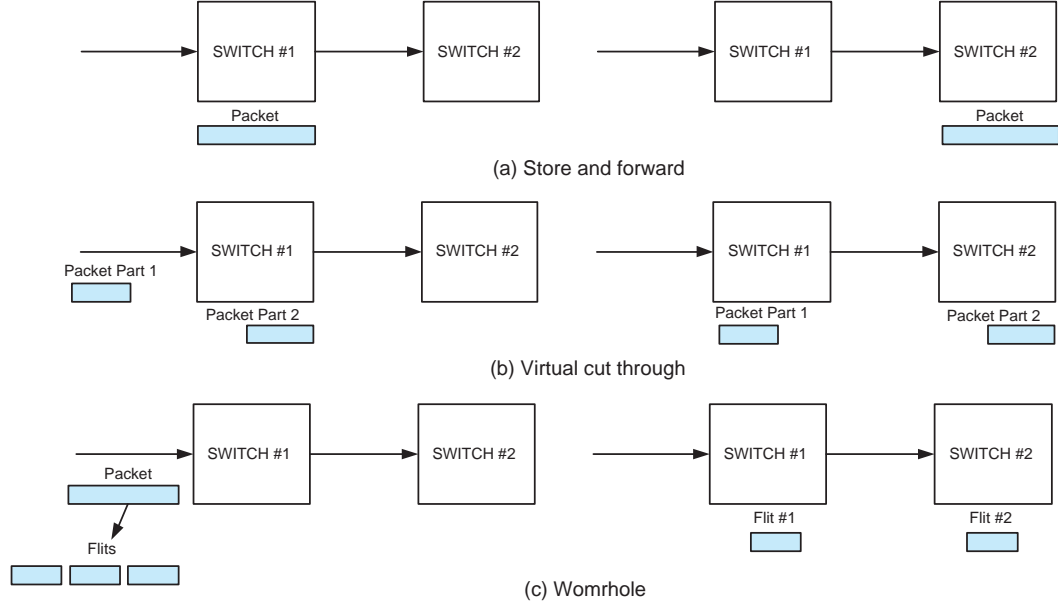 SWITCH #1
SWITCH #2
SWITCH #1
SWITCH #2
Packet
Packet
(a) Store and forward
SWITCH #1
SWITCH #2
SWITCH #1
SWITCH #2
Packet Part 1
Packet Part 2
Packet Part 1
Packet Part 2
(b) Virtual cut through
SWITCH #1
SWITCH #2
SWITCH #1
SWITCH #2
Packet
Flit #1
Flit #2
Flits
(c) Womrhole